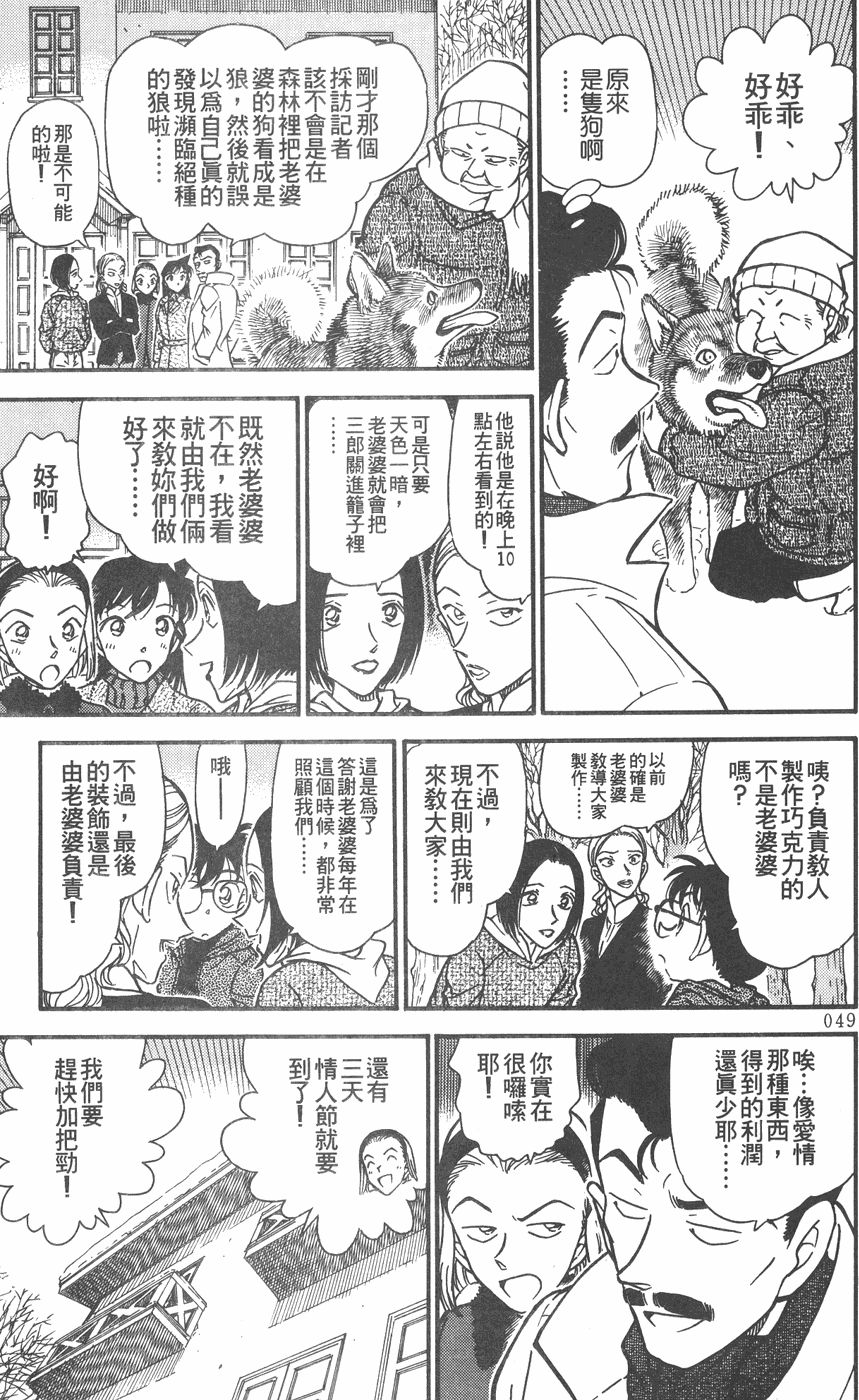 好乖、
好乖！
原來
是隻狗啊
……
剛才那個
採訪記者
該不會是在
森林裡把老婆
婆的狗看成是
狼，然後就誤
以為自己真的
發現瀕臨絕種
的狼啦……
那是不可能
的啦！
他說他是在晚上10
點左右看到的！
可是只要
天色一暗，
老婆婆就會把
三郎關進籠子裡
……
既然老婆婆
不在，我看
就由我們倆
來教妳們做
好了……
好啊！
咦？負責教人
製作巧克力的
不是老婆婆
嗎？
以前
的確是
老婆婆
教導大家
製作……
不過，
現在則由我們
來教大家……
這是為了
答謝老婆婆每年在
這個時候，都非常
照顧我們……
哦——
不過，最後
的裝飾還是
由老婆婆負責！
049
唉…像愛情
那種東西，
得到的利潤
還真少耶……
你實在
很囉嗦
耶！
還有
三天
情人節就要
到了！
我們要
趕快加把勁！